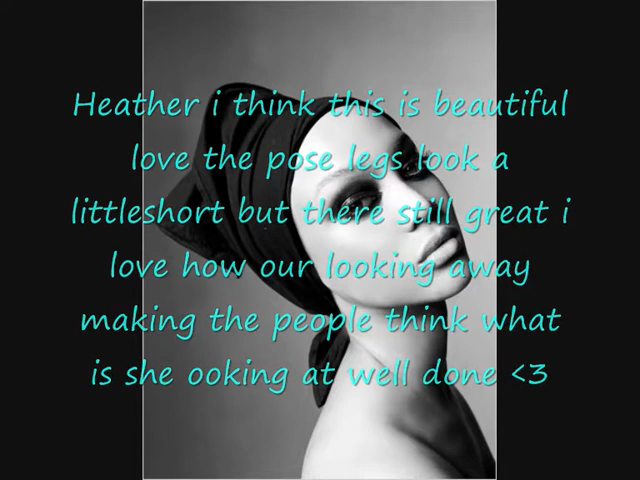 Heather i think this is beautiful
love the pose legs look a
littleshort but there still great i
love how our looking away
making the people think what
is she ooking at well done <3